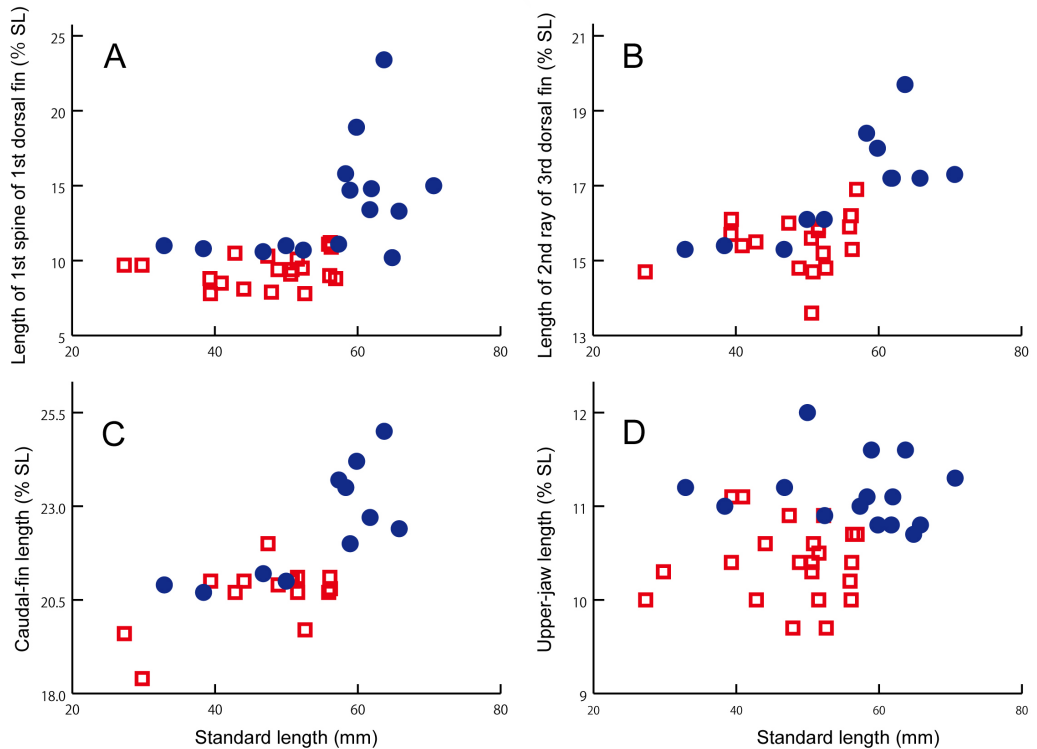 Length of 1st spine of 1st dorsal fin (% SL)
A
25
20
15
10
5
20 40 60 80
Length of 2nd ray of 3rd dorsal fin (% SL)
B
21
19
17
15
13
20 40 60 80
Caudal-fin length (% SL)
C
25.5
23.0
20.5
18.0
20 40 60 80
Standard length (mm)
Upper-jaw length (% SL)
D
12
11
10
9
20 40 60 80
Standard length (mm)